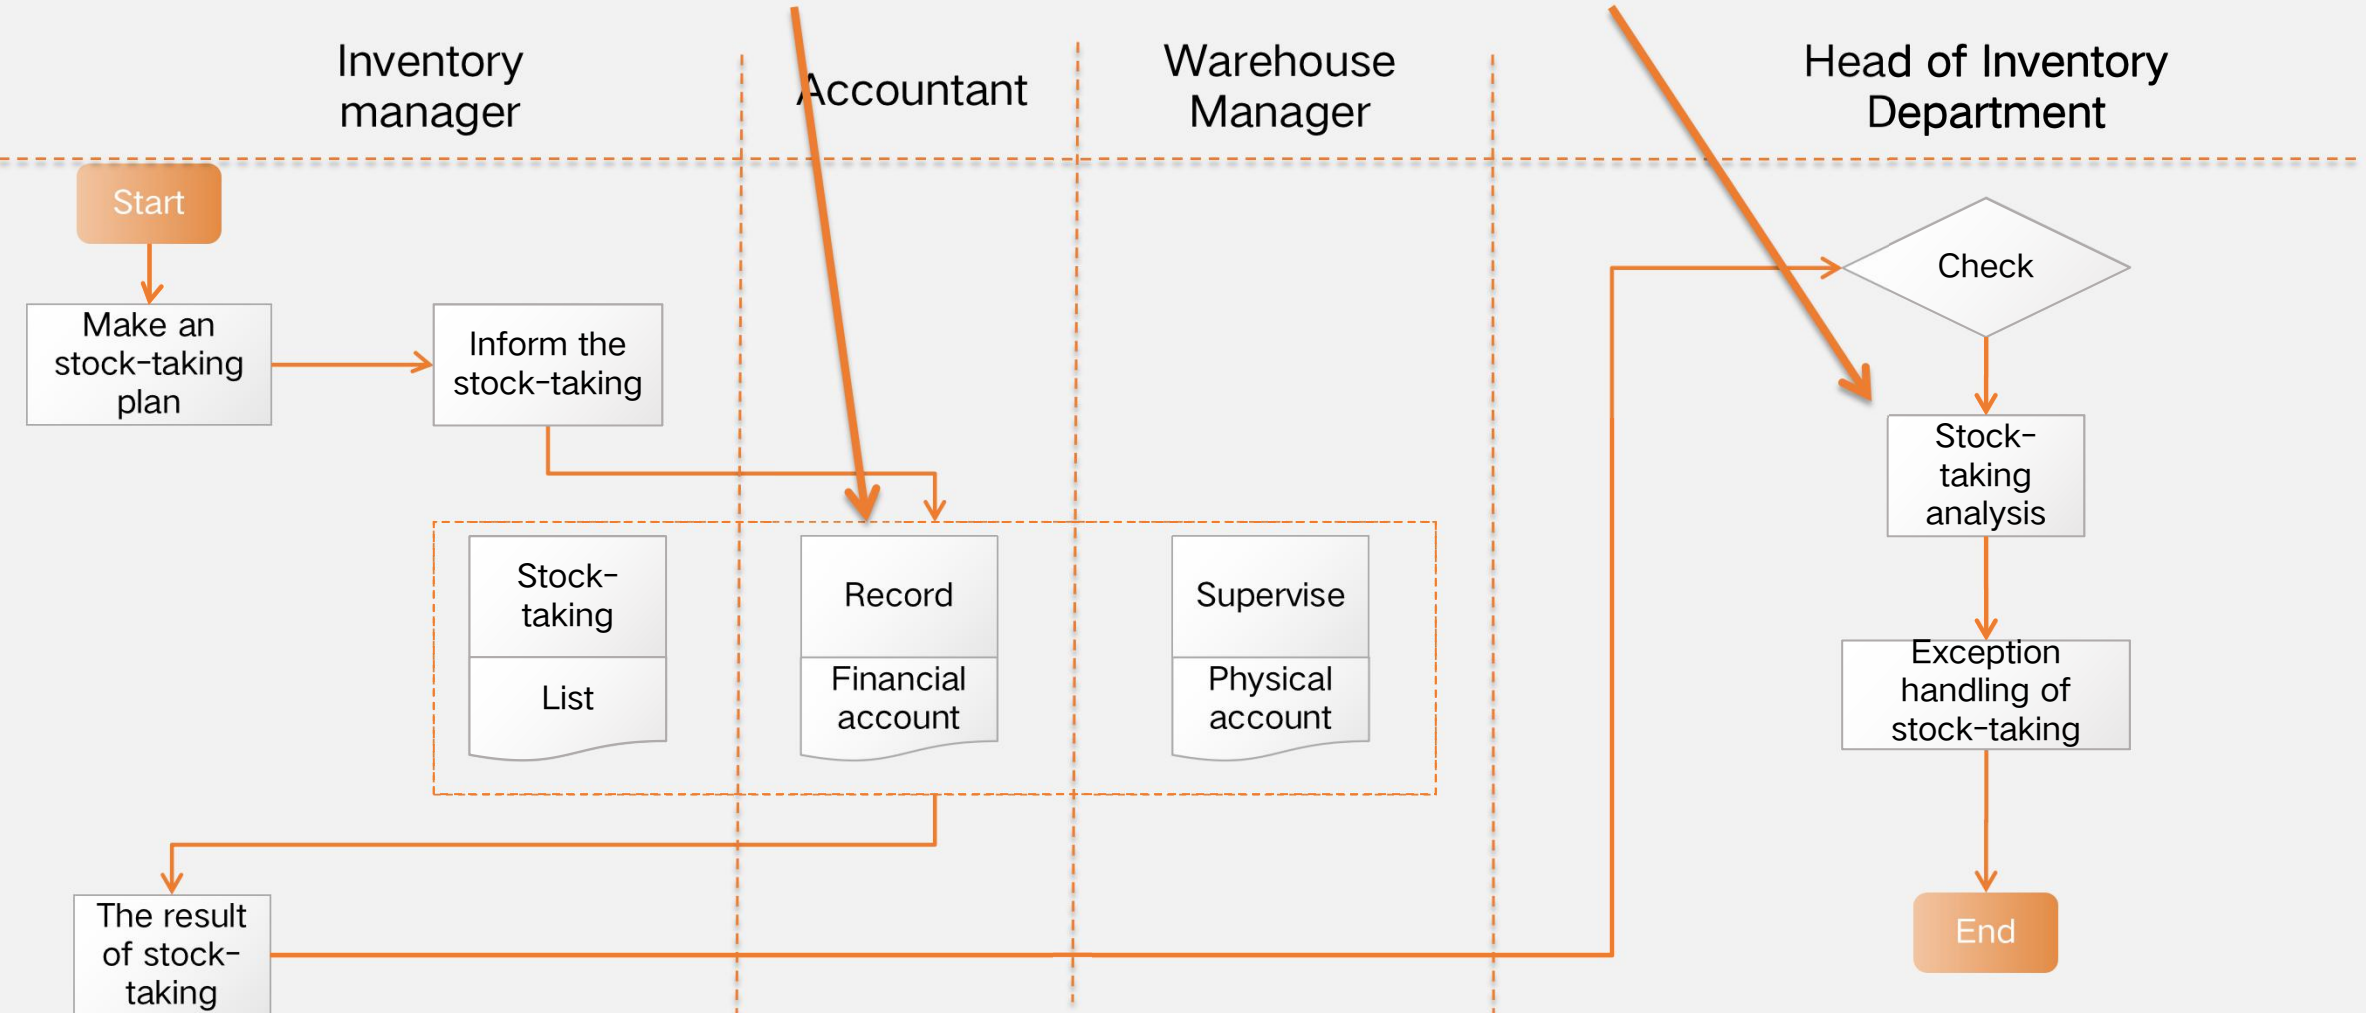 Inventory
manager
Accountant
Warehouse
Manager
Head of Inventory
Department
Start
Make an
stock-taking
plan
Inform the
stock-taking
Check
Stock-
taking
analysis
Stock-
taking
List
Record
Financial
account
Supervise
Physical
account
Exception
handling of
stock-taking
The result
of stock-
taking
End